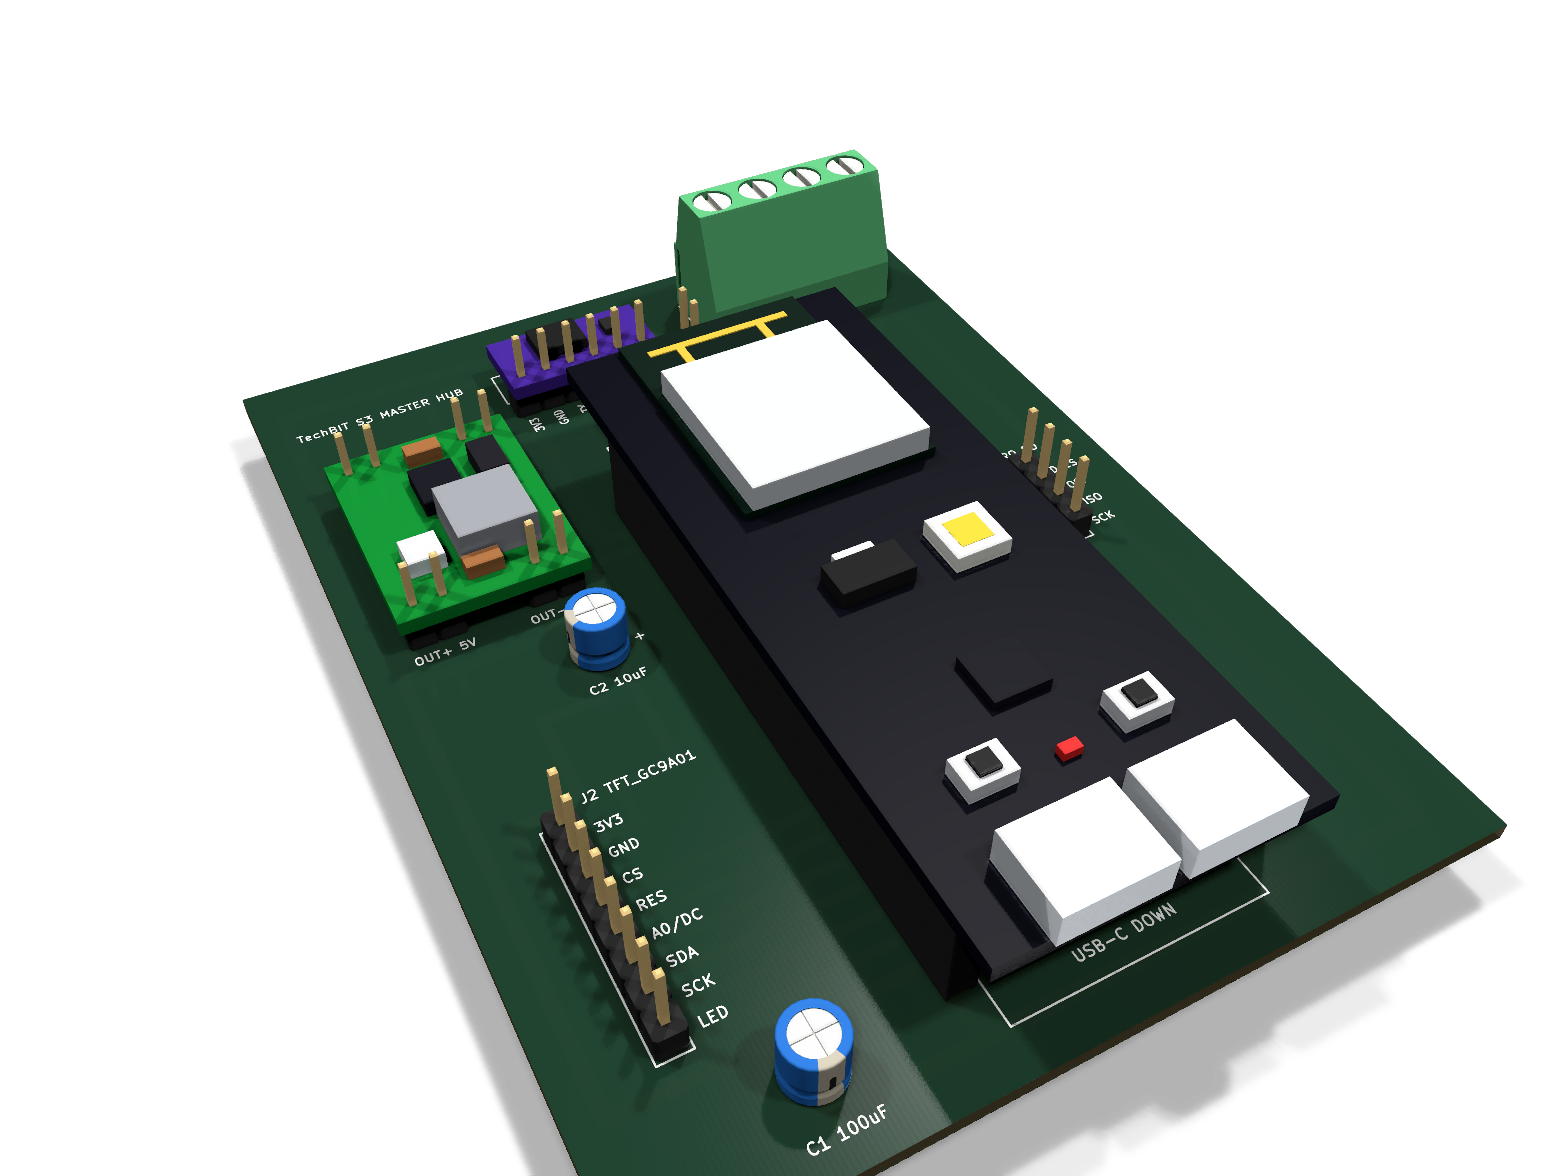 TechBIT S3 MASTER HUB
3V3
GND
OUT+ 5V
OUT-
+
C2 10uF
SCK
J2 TFT_GC9A01
3V3
GND
CS
RES
A0/DC
SDA
SCK
LED
USB-C DOWN
C1 100uF